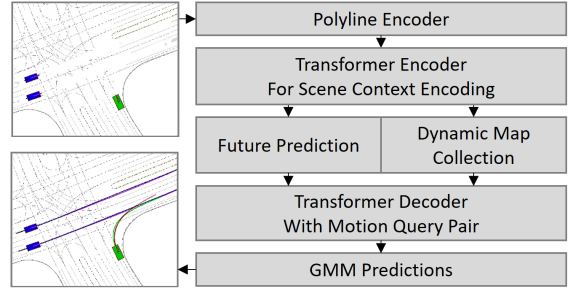 Polyline Encoder
Transformer Encoder
For Scene Context Encoding
Future Prediction
Dynamic Map
Collection
Transformer Decoder
With Motion Query Pair
GMM Predictions